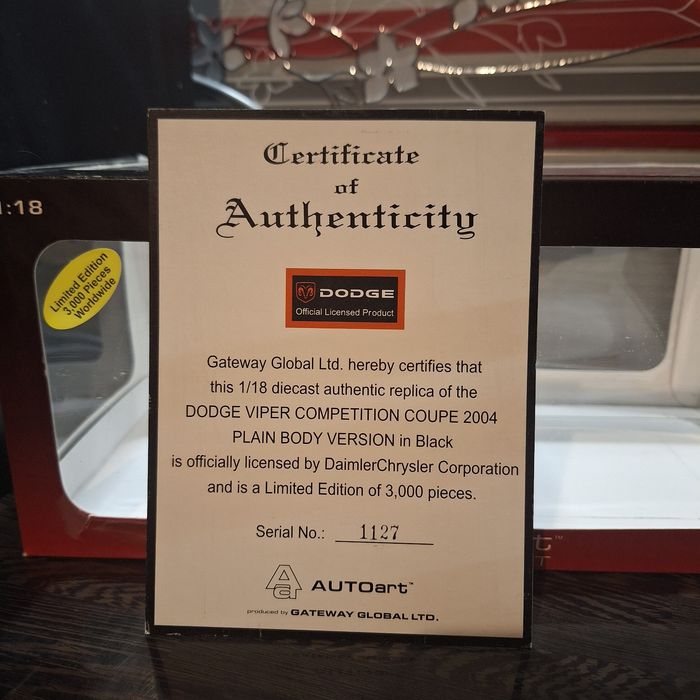 Certificate
of
Authenticity
DODGE
Official Licensed Product
Gateway Global Ltd. hereby certifies that
this 1/18 diecast authentic replica of the
DODGE VIPER COMPETITION COUPE 2004
PLAIN BODY VERSION in Black
is officially licensed by DaimlerChrysler Corporation
and is a Limited Edition of 3,000 pieces.
Serial No.: 1127
AUTOart™
produced by GATEWAY GLOBAL LTD.
1:18
Limited Edition
3,000 Pieces
Worldwide